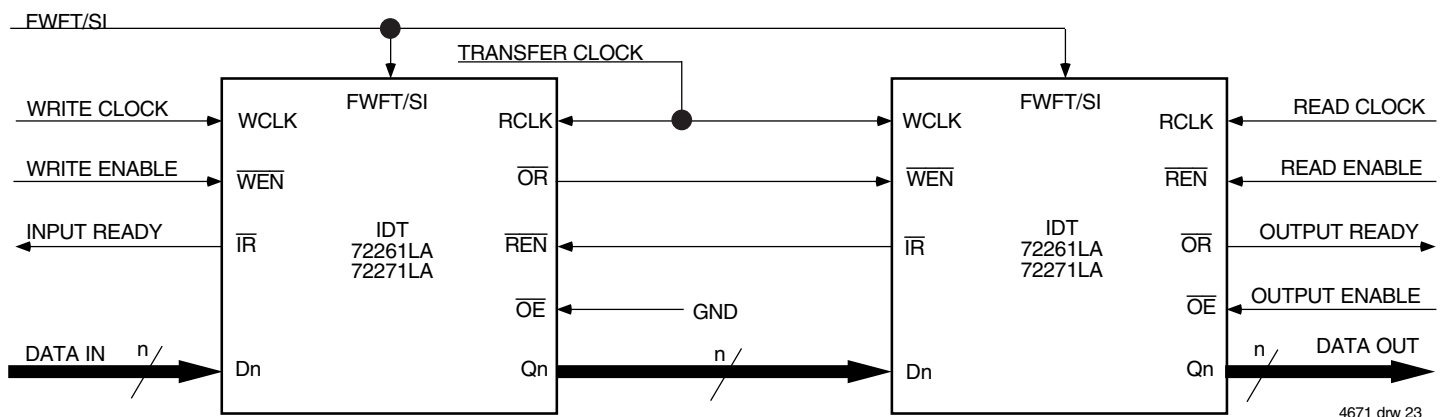 FWFT/SI
TRANSFER CLOCK
FWFT/SI FWFT/SI
WRITE CLOCK WCLK RCLK WCLK RCLK READ CLOCK
WRITE ENABLE WEN OR WEN REN READ ENABLE
INPUT READY IR IDT REN IR IDT OR OUTPUT READY
72261LA 72261LA
72271LA 72271LA
OE GND OE OUTPUT ENABLE
DATA IN n Dn Qn n Dn Qn n DATA OUT
4671 drw 23